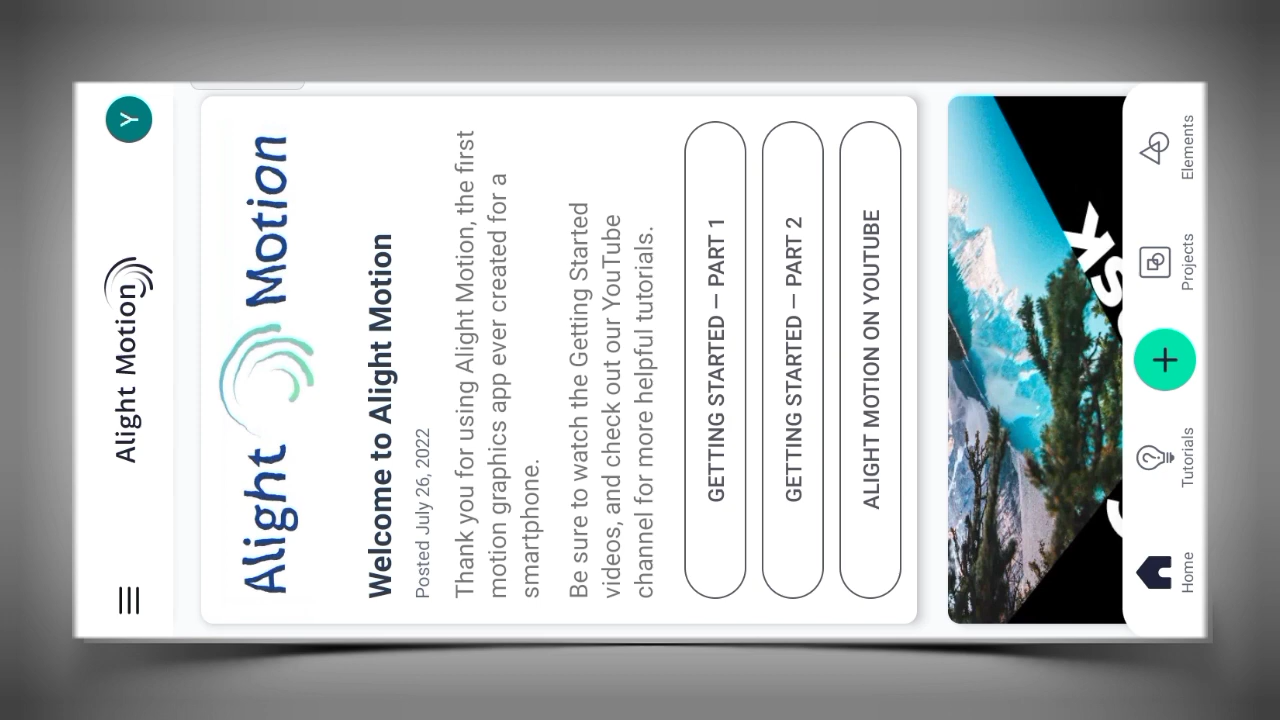 Alight Motion
Y
Alight Motion
Welcome to Alight Motion
Posted July 26, 2022
Thank you for using Alight Motion, the first
motion graphics app ever created for a
smartphone.
Be sure to watch the Getting Started
videos, and check out our YouTube
channel for more helpful tutorials.
GETTING STARTED – PART 1
GETTING STARTED – PART 2
ALIGHT MOTION ON YOUTUBE
Home
Tutorials
Projects
Elements